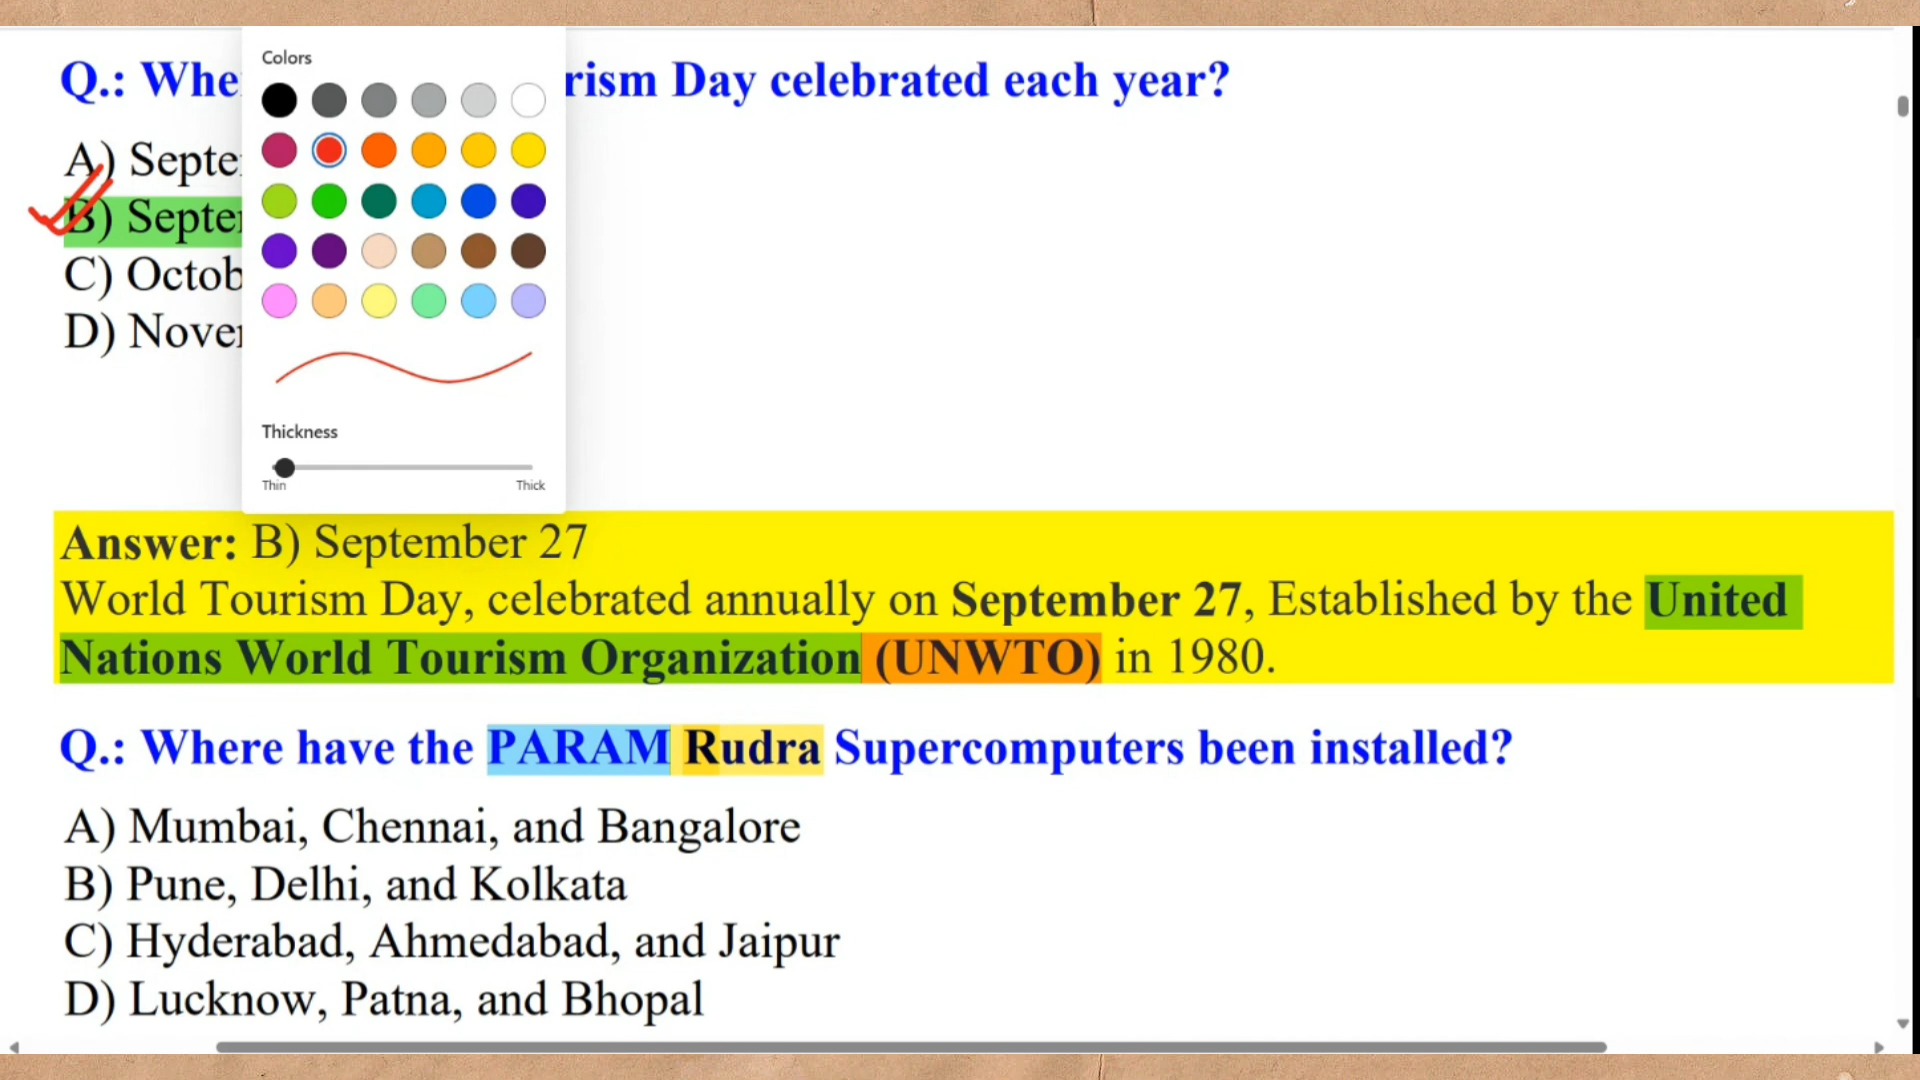 Colors
Q.: Whe rism Day celebrated each year?
A) Septe
B) Septe
C) Octob
D) Nove
Thickness
Thin Thick
Answer: B) September 27
World Tourism Day, celebrated annually on September 27, Established by the United
Nations World Tourism Organization (UNWTO) in 1980.
Q.: Where have the PARAM Rudra Supercomputers been installed?
A) Mumbai, Chennai, and Bangalore
B) Pune, Delhi, and Kolkata
C) Hyderabad, Ahmedabad, and Jaipur
D) Lucknow, Patna, and Bhopal